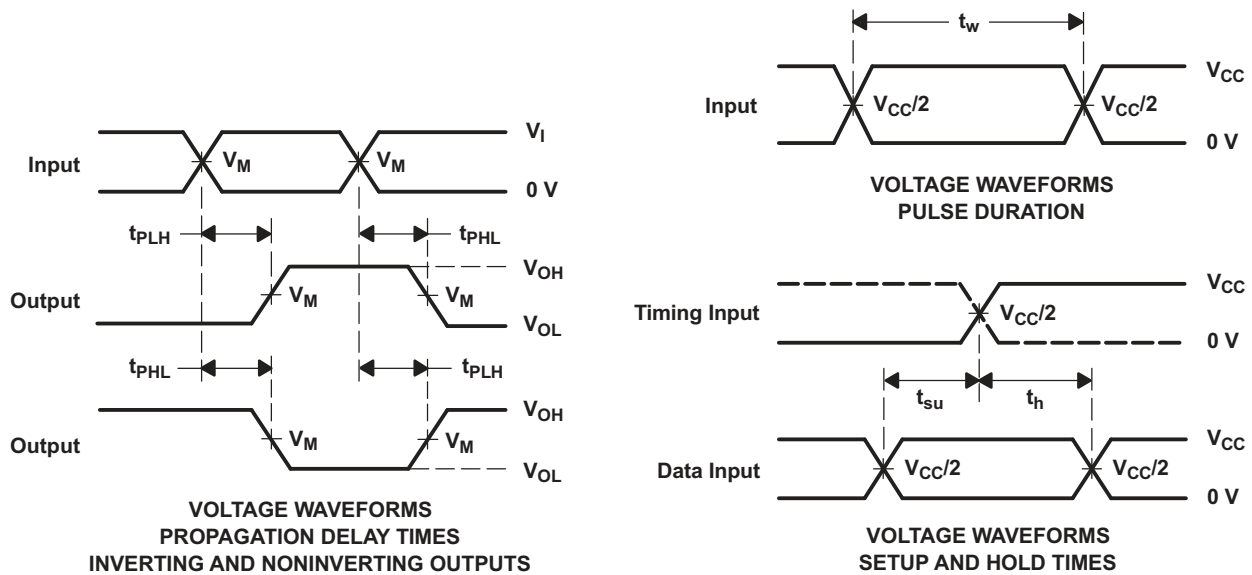 Input
V_M
V_M
V_I
0 V
t_PLH
t_PHL
Output
V_M
V_M
V_OH
V_OL
t_PHL
t_PLH
Output
V_M
V_M
V_OH
V_OL
VOLTAGE WAVEFORMS
PROPAGATION DELAY TIMES
INVERTING AND NONINVERTING OUTPUTS
t_w
Input
V_CC/2
V_CC/2
V_CC
0 V
VOLTAGE WAVEFORMS
PULSE DURATION
Timing Input
V_CC/2
V_CC
0 V
t_su
t_h
Data Input
V_CC/2
V_CC/2
V_CC
0 V
VOLTAGE WAVEFORMS
SETUP AND HOLD TIMES